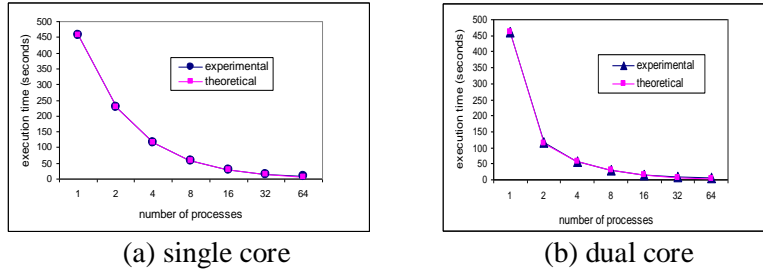 500
450
400
350
300
250
200
150
100
50
0
execution time (seconds)
experimental
theoretical
1 2 4 8 16 32 64
number of processes
(a) single core
500
450
400
350
300
250
200
150
100
50
0
execution time (seconds)
experimental
theoretical
1 2 4 8 16 32 64
number of processes
(b) dual core